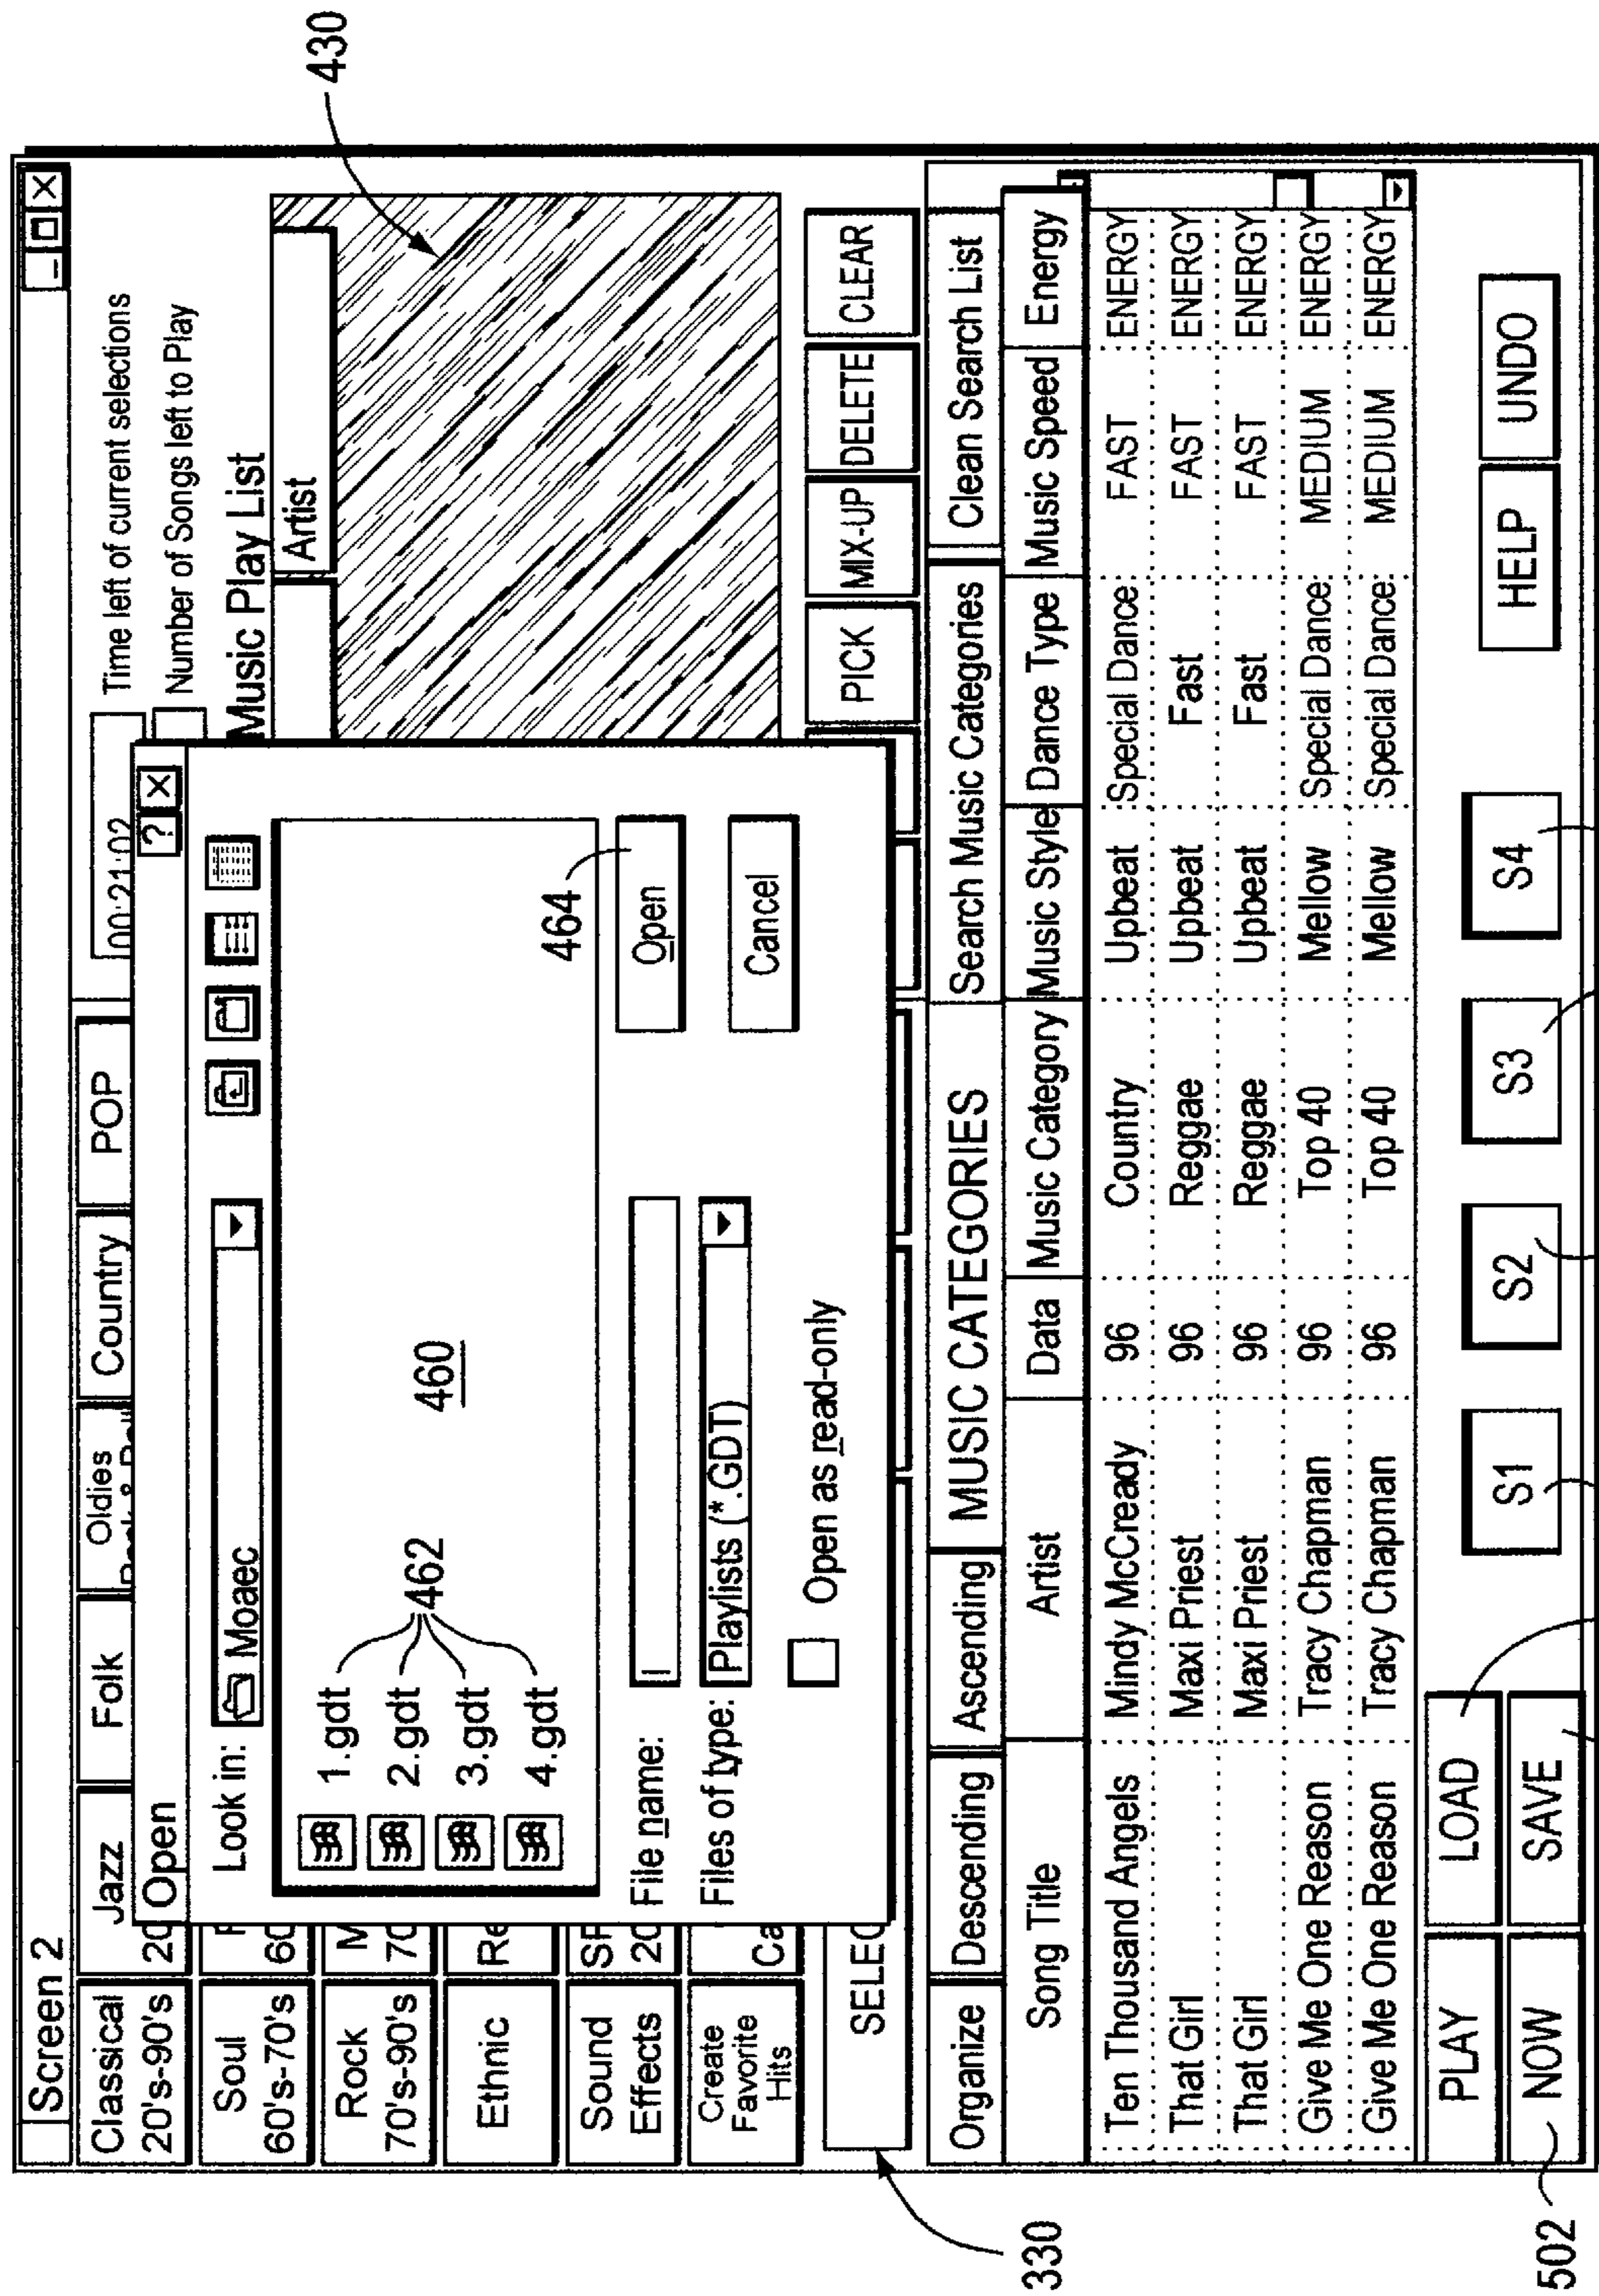 Screen 2
Classical
20's-90's
Jazz
20
Folk
Oldies
Country
POP
00:21:02
Time left of current selections
Number of Songs left to Play
Music Play List
Artist
430
Soul
60's-70's
60
Rock
70's-90's
M
70
Ethnic
Re
Sound
Effects
SF
20
Create
Favorite
Hits
Ca
SELEC
330
Open
? X
Look in: Moaec
1.gdt
2.gdt
3.gdt
4.gdt
462
460
464
File name:
Open
Files of type: Playlists (*.GDT)
Cancel
Open as read-only
PICK MIX-UP DELETE CLEAR
Organize Descending Ascending MUSIC CATEGORIES Search Music Categories Clean Search List
Song Title Artist Data Music Category Music Style Dance Type Music Speed Energy
Ten Thousand Angels Mindy McCready 96 Country Upbeat Special Dance FAST ENERGY
That Girl Maxi Priest 96 Reggae Upbeat Fast FAST ENERGY
That Girl Maxi Priest 96 Reggae Upbeat Fast FAST ENERGY
Give Me One Reason Tracy Chapman 96 Top 40 Mellow Special Dance MEDIUM ENERGY
Give Me One Reason Tracy Chapman 96 Top 40 Mellow Special Dance MEDIUM ENERGY
PLAY LOAD
NOW SAVE
S1 S2 S3 S4 HELP UNDO
502